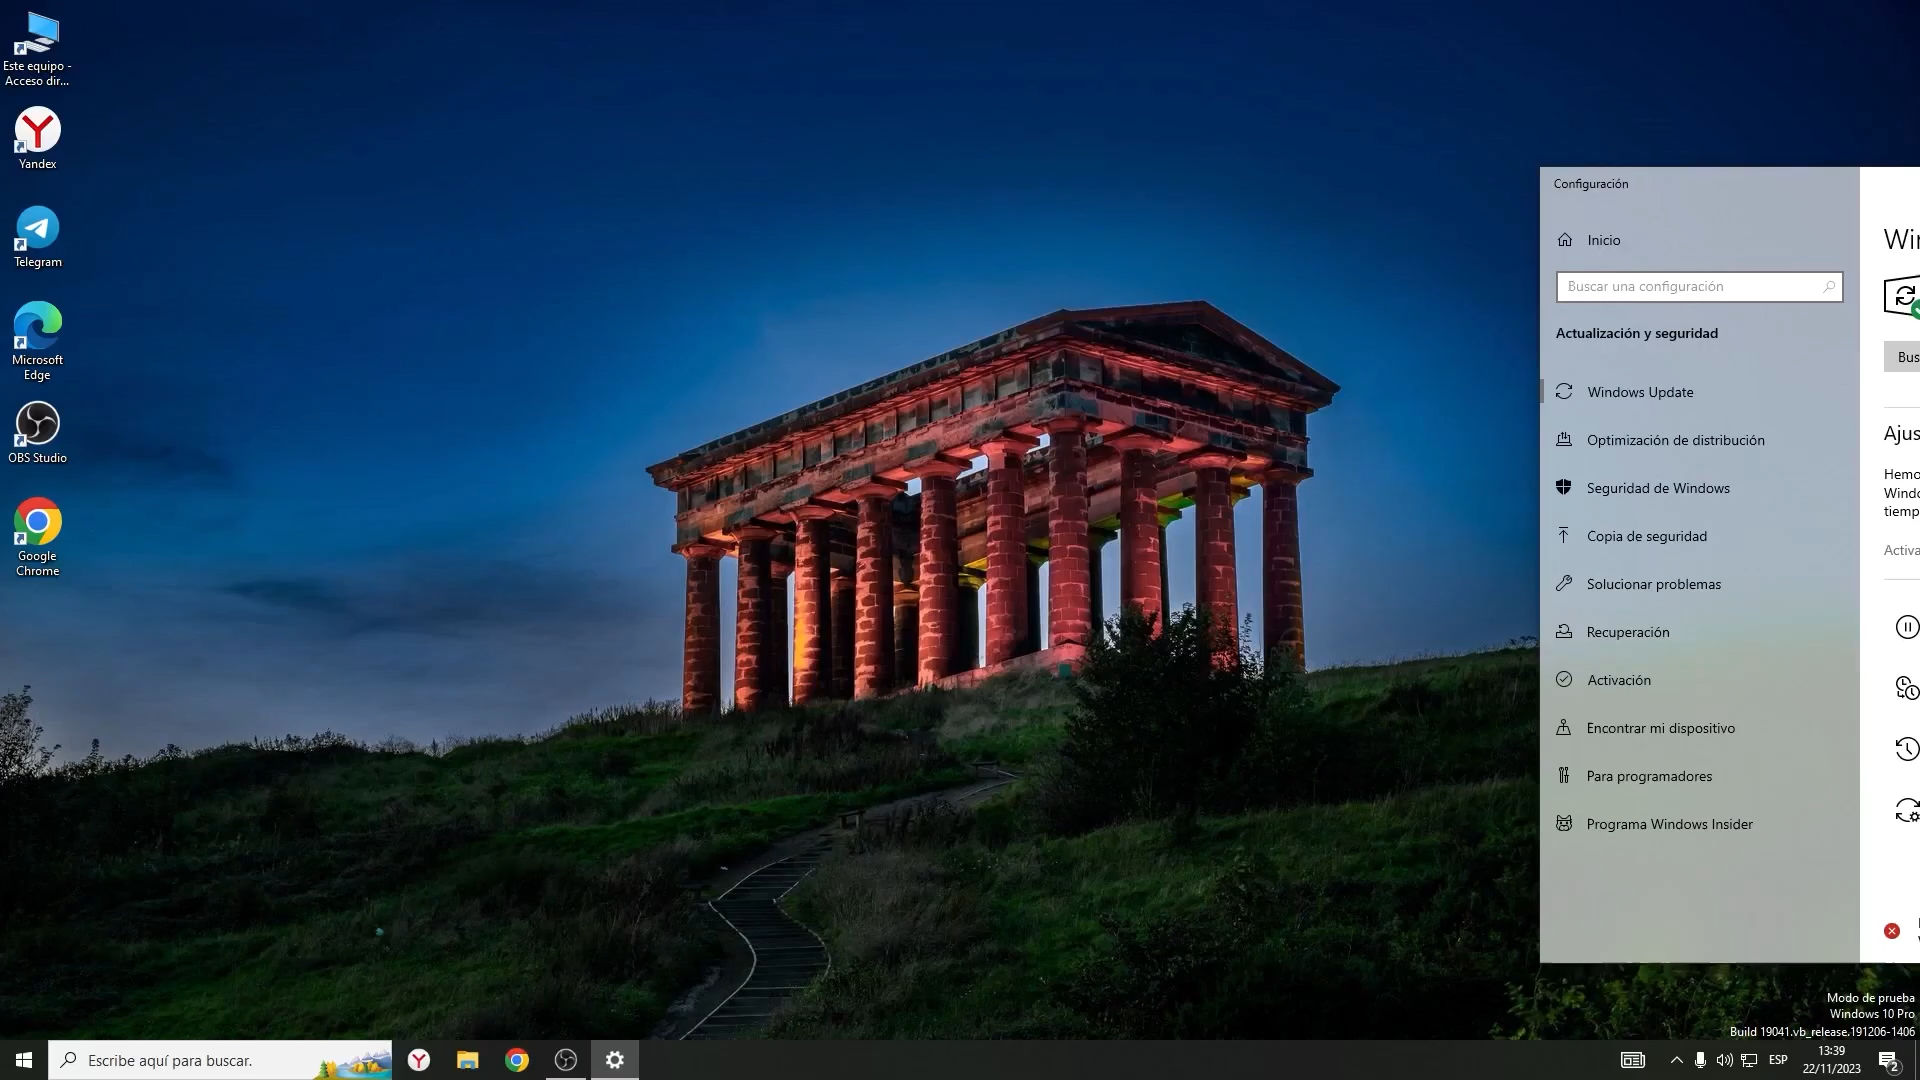 Este equipo -
Acceso dir...
Yandex
Telegram
Microsoft
Edge
OBS Studio
Google
Chrome
Configuración
Inicio
Buscar una configuración
Actualización y seguridad
Windows Update
Optimización de distribución
Seguridad de Windows
Copia de seguridad
Solucionar problemas
Recuperación
Activación
Encontrar mi dispositivo
Para programadores
Programa Windows Insider
Win
Bus
Ajus
Hemo
Windo
tiemp
Activa
Modo de prueba
Windows 10 Pro
Build 19041.vb_release.191206-1406
Escribe aquí para buscar.
ESP
13:39
22/11/2023
2